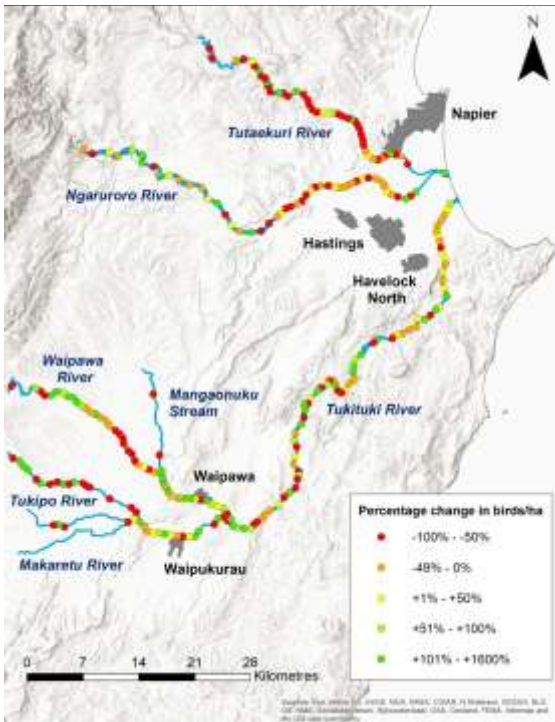 N
Napier
Tutaekuri River
Ngaruroro River
Hastings
Havelock
North
Waipawa
River
Mangaonuku
Stream
Tukituki River
Waipawa
Tukipo River
Makaretu River
Waipukurau
Percentage change in birds/ha
-100% - -50%
-49% - 0%
+1% - +50%
+51% - +100%
+101% - +1600%
0 7 14 21 28
Kilometres